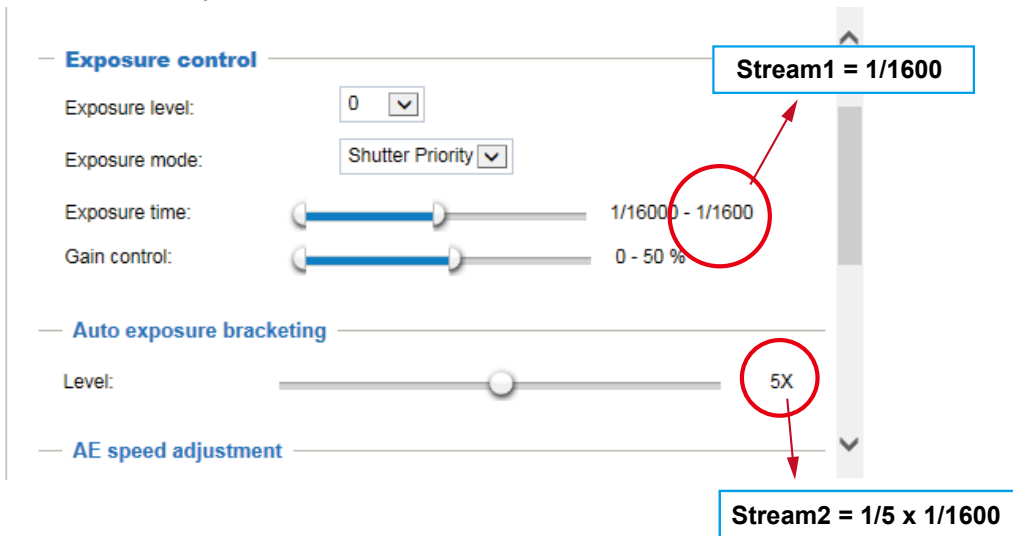 Exposure control
Stream1 = 1/1600
Exposure level:
0
Exposure mode:
Shutter Priority
Exposure time:
1/16000 - 1/1600
Gain control:
0 - 50 %
Auto exposure bracketing
Level:
5X
AE speed adjustment
Stream2 = 1/5 x 1/1600